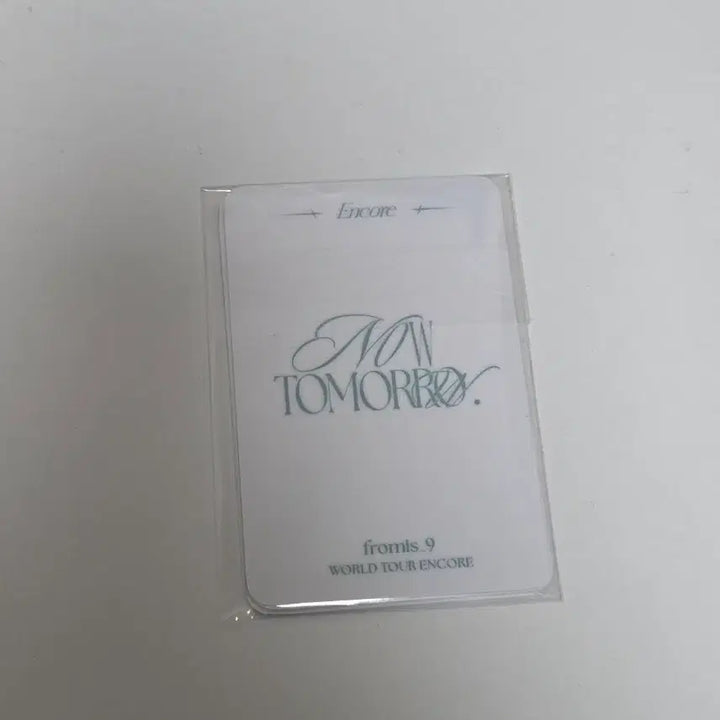 Encore
NOW
TOMORROW.
fromis_9
WORLD TOUR ENCORE